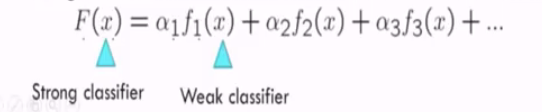 F(x) = α₁f₁(x) + α₂f₂(x) + α₃f₃(x) + ...
Strong classifier Weak classifier